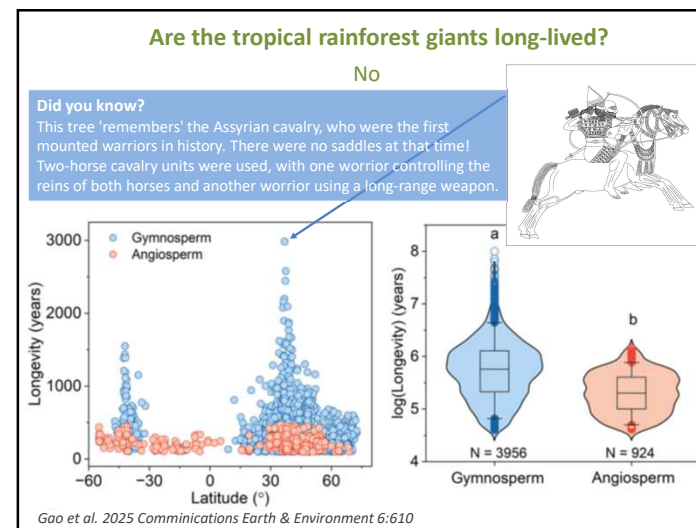 Are the tropical rainforest giants long-lived?
No
Did you know?
This tree 'remembers' the Assyrian cavalry, who were the first
mounted warriors in history. There were no saddles at that time!
Two-horse cavalry units were used, with one worrior controlling the
reins of both horses and another worrior using a long-range weapon.
Gymnosperm
Angiosperm
3000
2000
1000
0
Longevity (years)
−60
−30
0
30
60
Latitude (°)
8
7
6
5
4
log(Longevity) (years)
a
b
N = 3956
N = 924
Gymnosperm
Angiosperm
Gao et al. 2025 Comminications Earth & Environment 6:610